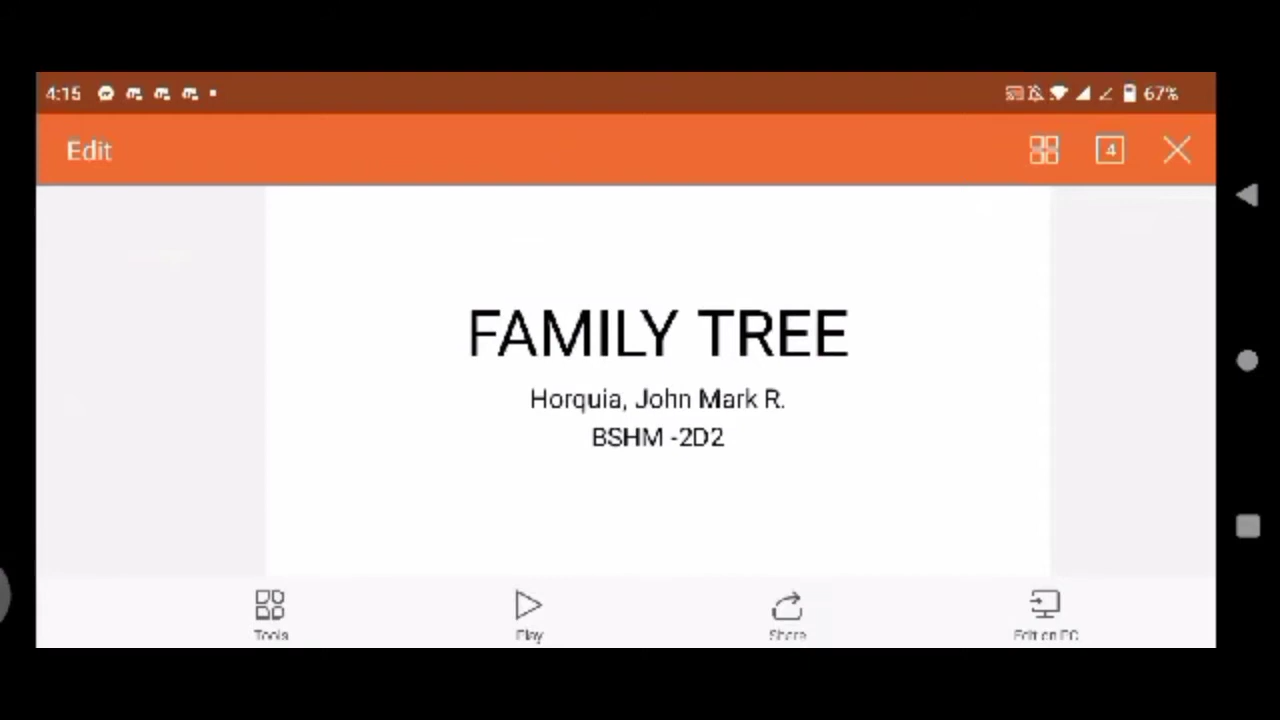 4:15
67%
Edit
4
FAMILY TREE
Horquia, John Mark R.
BSHM -2D2
Tools
Play
Share
Edit on PC